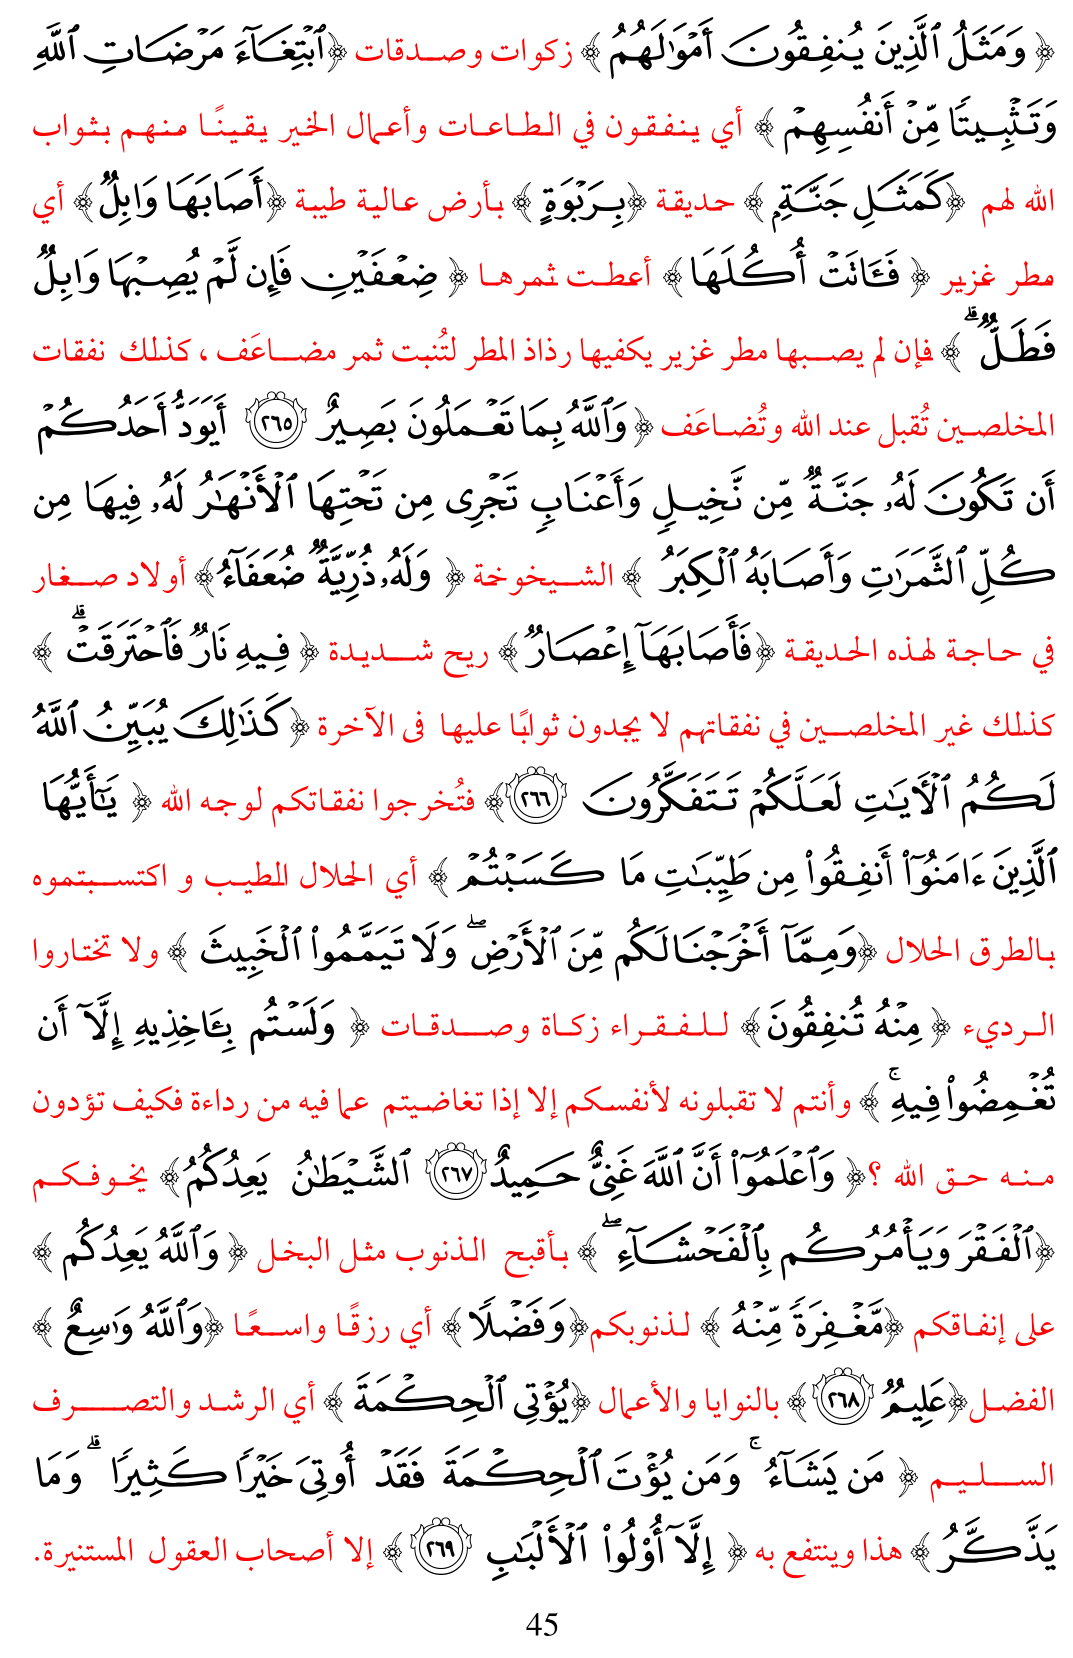 ﴿ وَمَثَلُ ٱلَّذِينَ يُنفِقُونَ أَمْوَٰلَهُمُ ﴾ زكوات وصدقات ﴿ٱبْتِغَآءَ مَرْضَاتِ ٱللَّهِ
وَتَثْبِيتًا مِّنْ أَنفُسِهِمْ ﴾ أي ينفقون في الطاعات وأعمال الخير يقينًا منهم بثواب
الله لهم ﴿كَمَثَلِ جَنَّةٍۭ ﴾ حديقة ﴿بِرَبْوَةٍ ﴾ بأرض عالية طيبة ﴿أَصَابَهَا وَابِلٌ﴾ أي
مطر غزير ﴿ فَـَٔاتَتْ أُكُلَهَا﴾ أعطت ثمرها ﴿ ضِعْفَيْنِ فَإِن لَّمْ يُصِبْهَا وَابِلٌ
فَطَلٌّ ۗ﴾ فإن لم يصبها مطر غزير يكفيها رذاذ المطر لتُنبت ثمر مضاعَف ، كذلك نفقات
المخلصين تُقبل عند الله وتُضاعَف ﴿وَٱللَّهُ بِمَا تَعْمَلُونَ بَصِيرٌ ٢٦٥ أَيَوَدُّ أَحَدُكُمْ
أَن تَكُونَ لَهُۥ جَنَّةٌ مِّن نَّخِيلٍ وَأَعْنَابٍ تَجْرِى مِن تَحْتِهَا ٱلْأَنْهَٰرُ لَهُۥ فِيهَا مِن
كُلِّ ٱلثَّمَرَٰتِ وَأَصَابَهُ ٱلْكِبَرُ ﴾ الشيخوخة ﴿ وَلَهُۥ ذُرِّيَّةٌ ضُعَفَآءُ﴾ أولاد صغار
في حاجة لهذه الحديقة ﴿فَأَصَابَهَآ إِعْصَارٌ﴾ ريح شديدة ﴿ فِيهِ نَارٌ فَٱحْتَرَقَتْ ۗ ﴾
كذلك غير المخلصين في نفقاتهم لا يجدون ثوابًا عليها فى الآخرة ﴿كَذَٰلِكَ يُبَيِّنُ ٱللَّهُ
لَكُمُ ٱلْـَٔايَٰتِ لَعَلَّكُمْ تَتَفَكَّرُونَ ٢٦٦﴾ فتُخرجوا نفقاتكم لوجه الله ﴿ يَٰٓأَيُّهَا
ٱلَّذِينَ ءَامَنُوٓا۟ أَنفِقُوا۟ مِن طَيِّبَٰتِ مَا كَسَبْتُمْ ﴾ أي الحلال الطيب و اكتسبتموه
بالطرق الحلال ﴿وَمِمَّآ أَخْرَجْنَا لَكُم مِّنَ ٱلْأَرْضِ ۖ وَلَا تَيَمَّمُوا۟ ٱلْخَبِيثَ ﴾ ولا تختاروا
الرديء ﴿ مِنْهُ تُنفِقُونَ﴾ للفقراء زكاة وصدقات ﴿ وَلَسْتُم بِـَٔاخِذِيهِ إِلَّآ أَن
تُغْمِضُوا۟ فِيهِ ۚ ﴾ وأنتم لا تقبلونه لأنفسكم إلا إذا تغاضيتم عما فيه من رداءة فكيف تؤدون
منه حق الله ؟﴿ وَٱعْلَمُوٓا۟ أَنَّ ٱللَّهَ غَنِىٌّ حَمِيدٌ ٢٦٧ ٱلشَّيْطَٰنُ يَعِدُكُمُ﴾ يخوفكم
﴿ٱلْفَقْرَ وَيَأْمُرُكُم بِٱلْفَحْشَآءِ ۖ ﴾ بأقبح الذنوب مثل البخل ﴿ وَٱللَّهُ يَعِدُكُم ﴾
على إنفاقكم ﴿مَّغْفِرَةً مِّنْهُ ﴾ لذنوبكم﴿وَفَضْلًا ﴾ أي رزقًا واسعًا ﴿وَٱللَّهُ وَٰسِعٌ ﴾
الفضل﴿عَلِيمٌ ٢٦٨﴾ بالنوايا والأعمال ﴿يُؤْتِى ٱلْحِكْمَةَ ﴾ أي الرشد والتصرف
السليم ﴿ مَن يَشَآءُ ۚ وَمَن يُؤْتَ ٱلْحِكْمَةَ فَقَدْ أُوتِىَ خَيْرًا كَثِيرًا ۗ وَمَا
يَذَّكَّرُ ﴾ هذا وينتفع به ﴿ إِلَّآ أُو۟لُوا۟ ٱلْأَلْبَٰبِ ٢٦٩ ﴾ إلا أصحاب العقول المستنيرة.
45